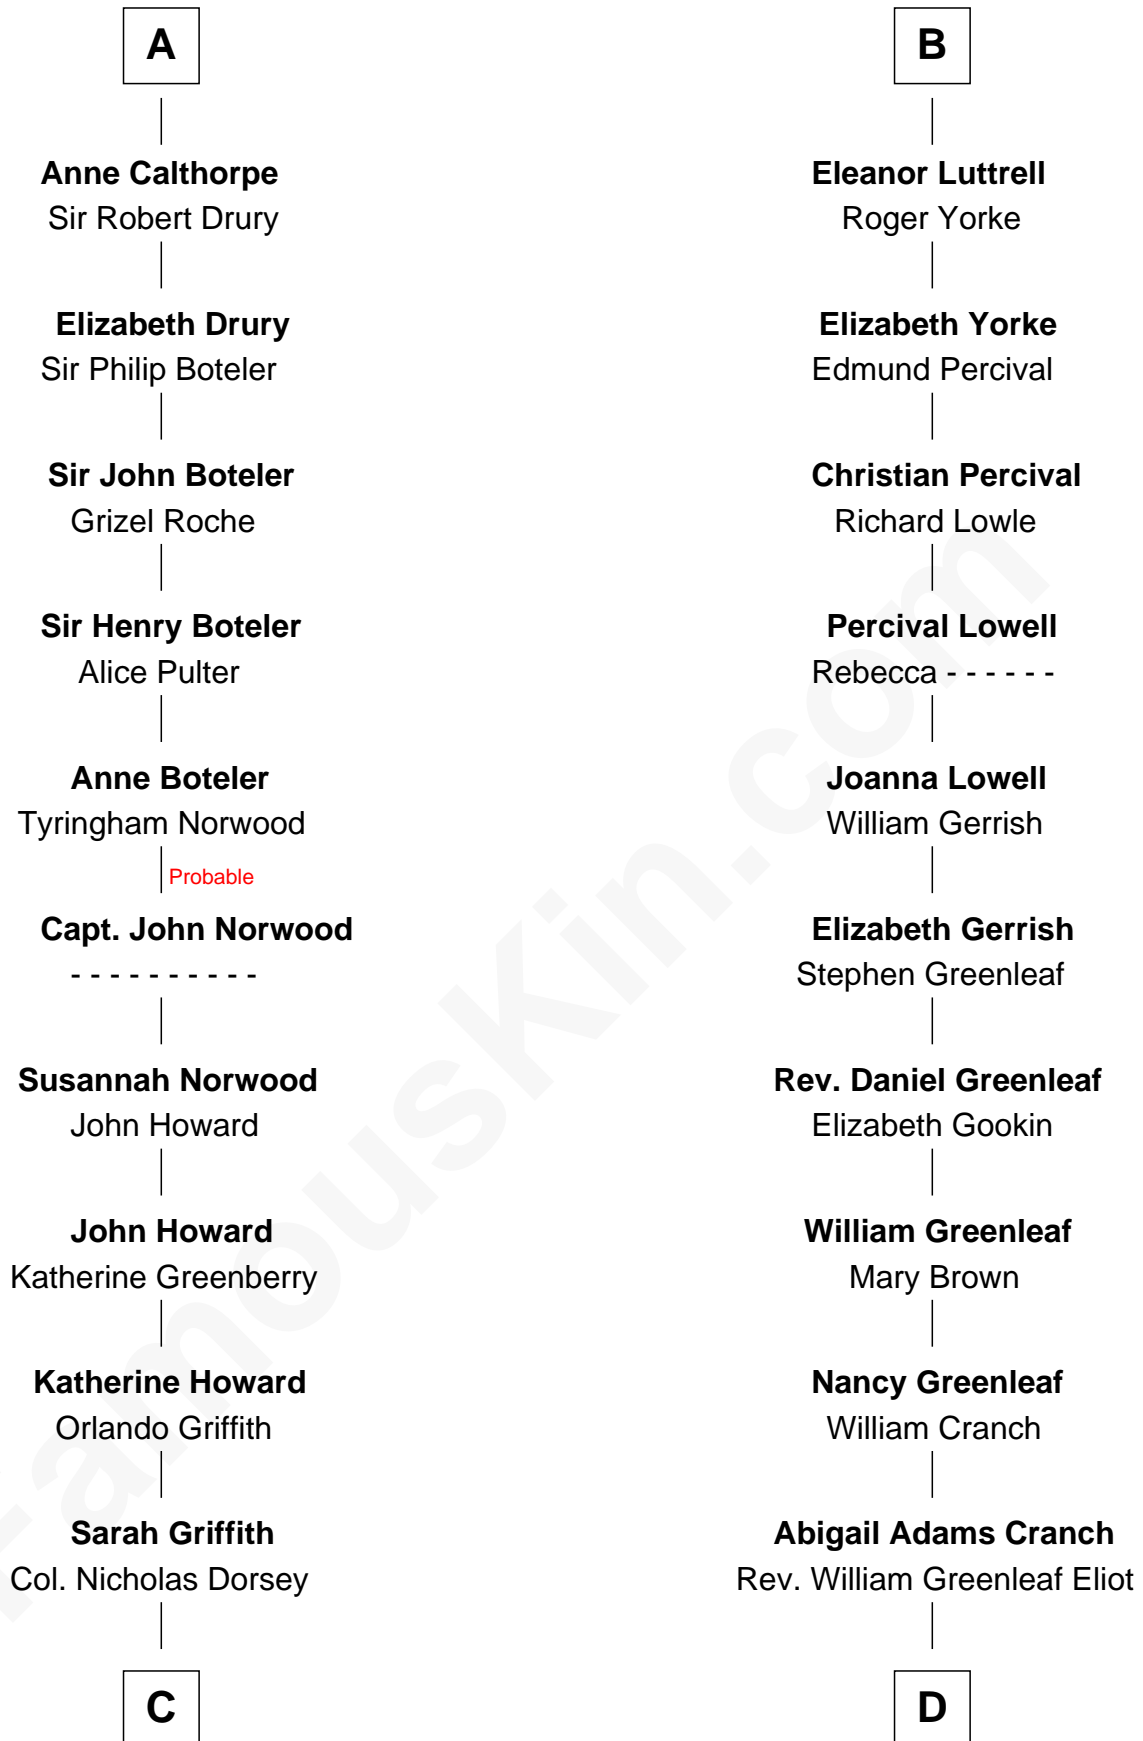 A
Anne Calthorpe
Sir Robert Drury
Elizabeth Drury
Sir Philip Boteler
Sir John Boteler
Grizel Roche
Sir Henry Boteler
Alice Pulter
Anne Boteler
Tyringham Norwood
Probable
Capt. John Norwood
- - - - - - - - - -
Susannah Norwood
John Howard
John Howard
Katherine Greenberry
Katherine Howard
Orlando Griffith
Sarah Griffith
Col. Nicholas Dorsey
C
B
Eleanor Luttrell
Roger Yorke
Elizabeth Yorke
Edmund Percival
Christian Percival
Richard Lowle
Percival Lowell
Rebecca - - - - - -
Joanna Lowell
William Gerrish
Elizabeth Gerrish
Stephen Greenleaf
Rev. Daniel Greenleaf
Elizabeth Gookin
William Greenleaf
Mary Brown
Nancy Greenleaf
William Cranch
Abigail Adams Cranch
Rev. William Greenleaf Eliot
D
FamousKin.com